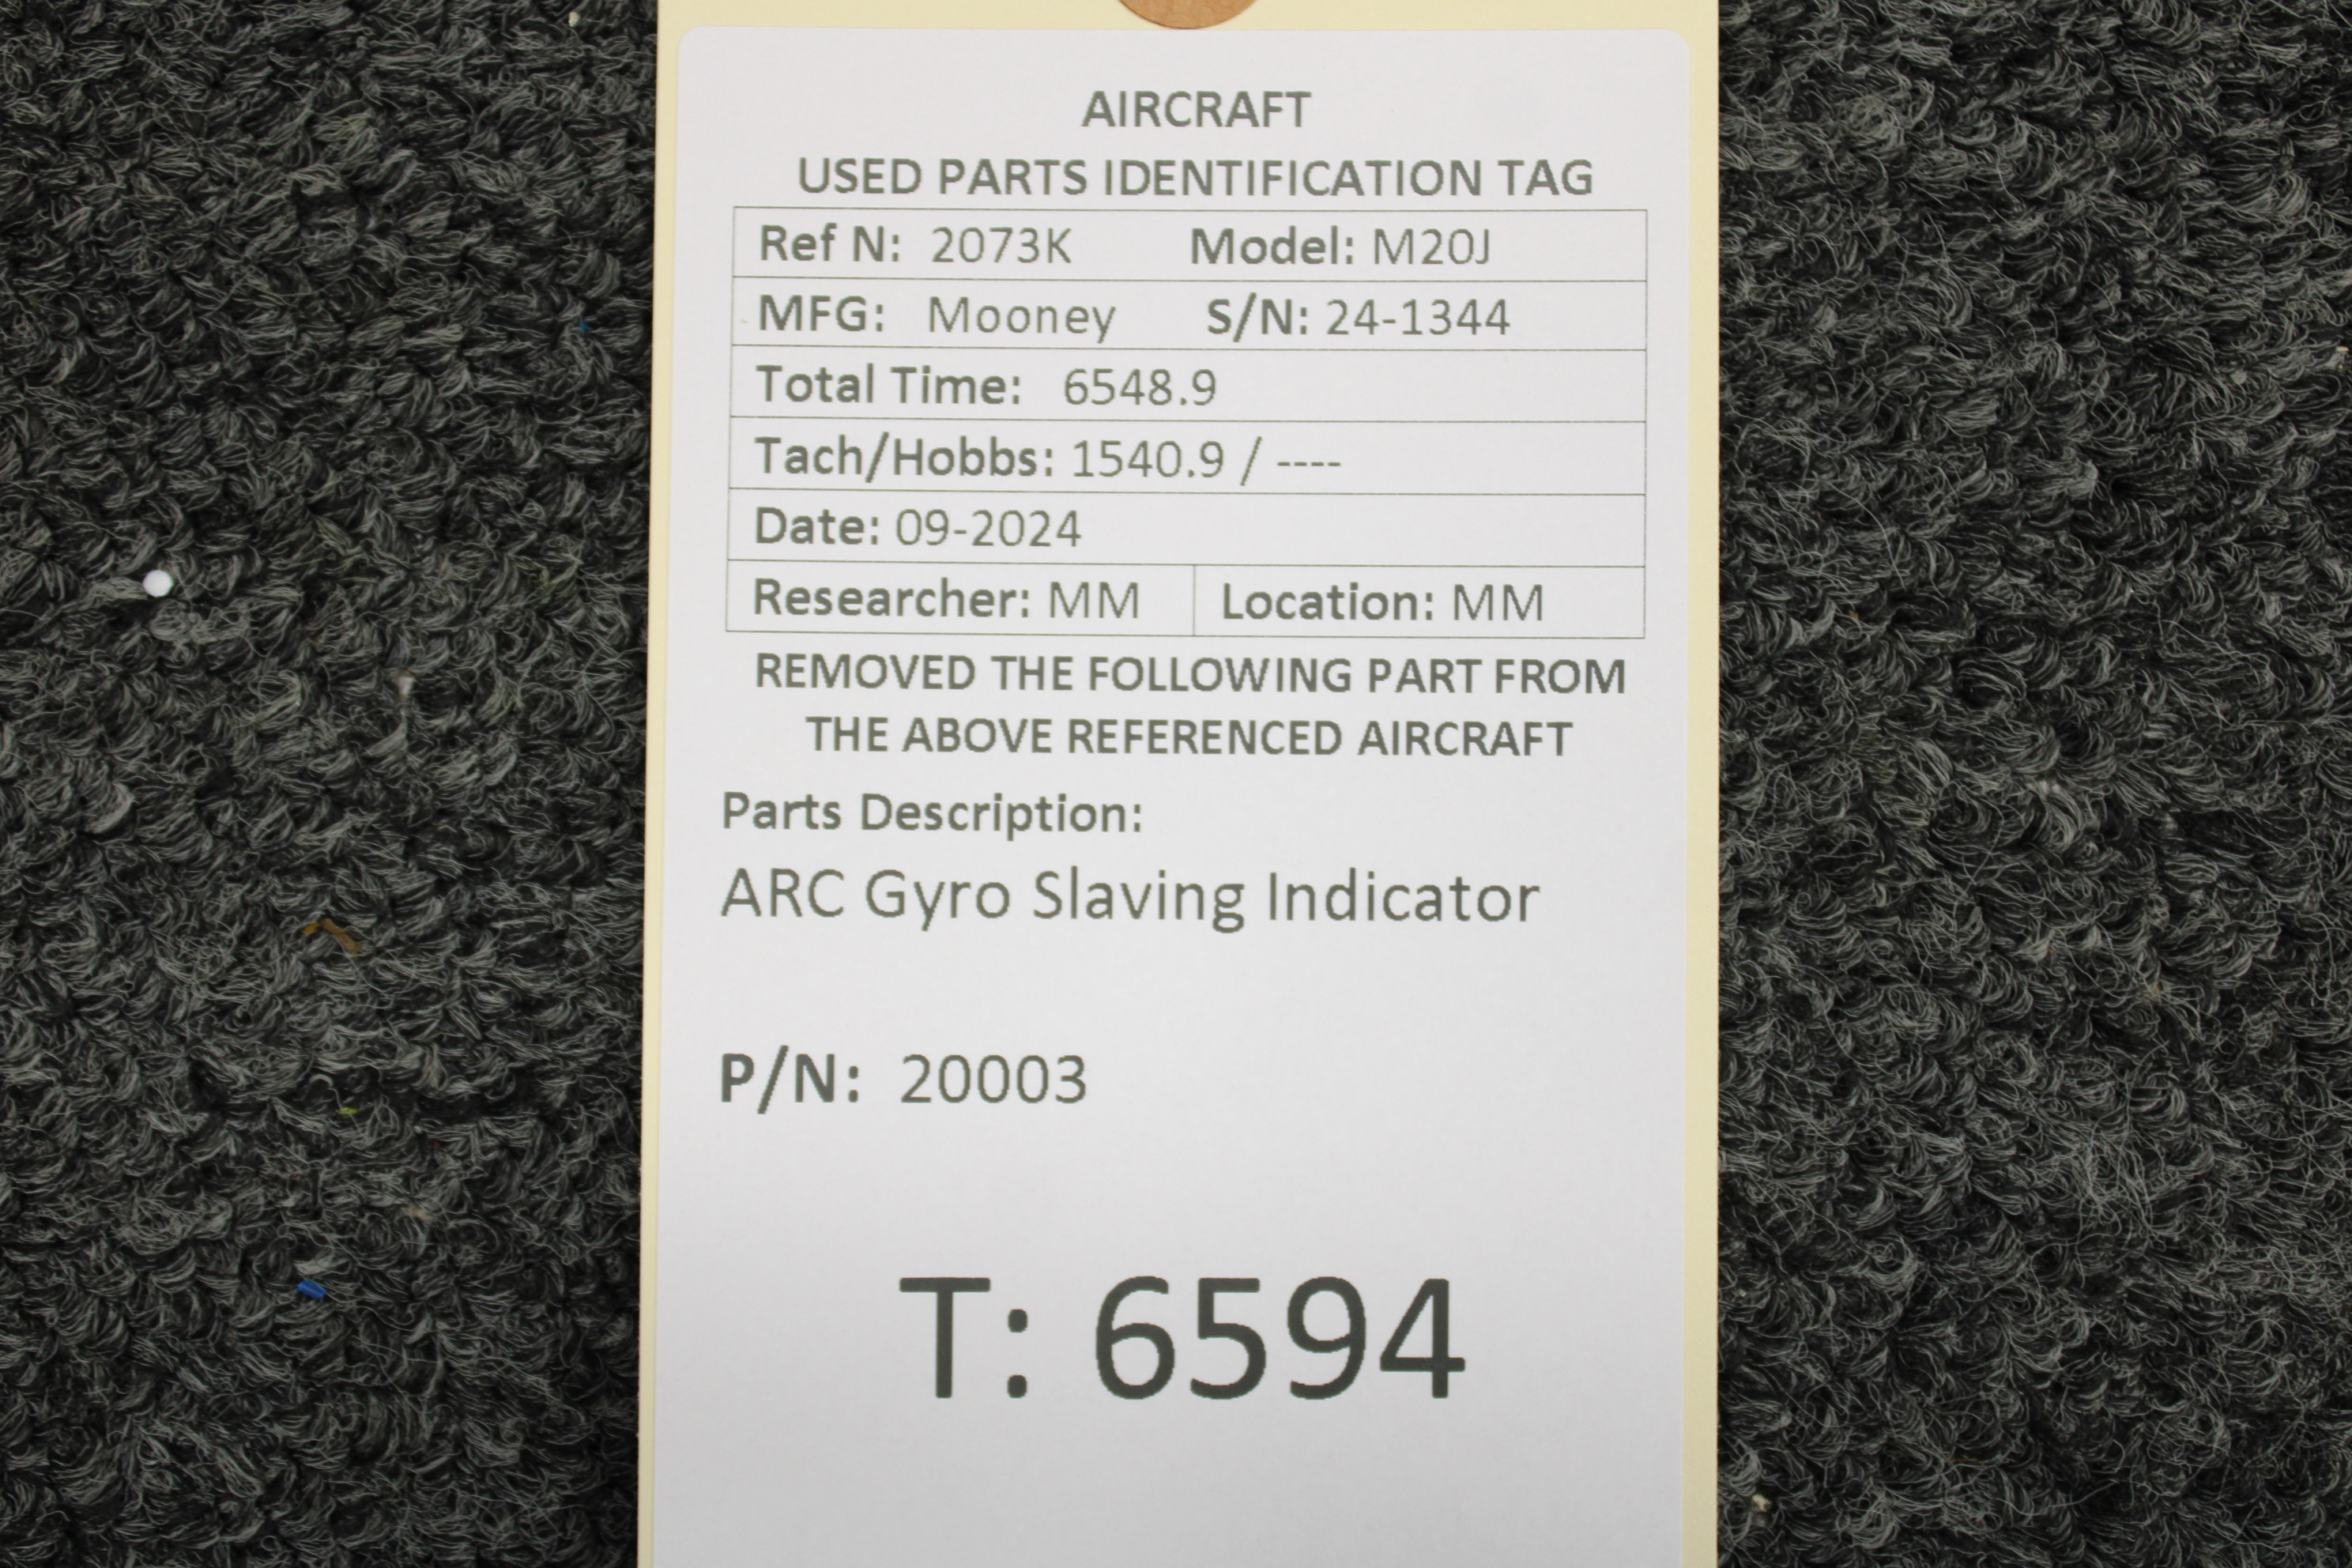 AIRCRAFT
USED PARTS IDENTIFICATION TAG
Ref N: 2073K Model: M20J
MFG: Mooney S/N: 24-1344
Total Time: 6548.9
Tach/Hobbs: 1540.9 / ----
Date: 09-2024
Researcher: MM Location: MM
REMOVED THE FOLLOWING PART FROM
THE ABOVE REFERENCED AIRCRAFT
Parts Description:
ARC Gyro Slaving Indicator
P/N: 20003
T: 6594